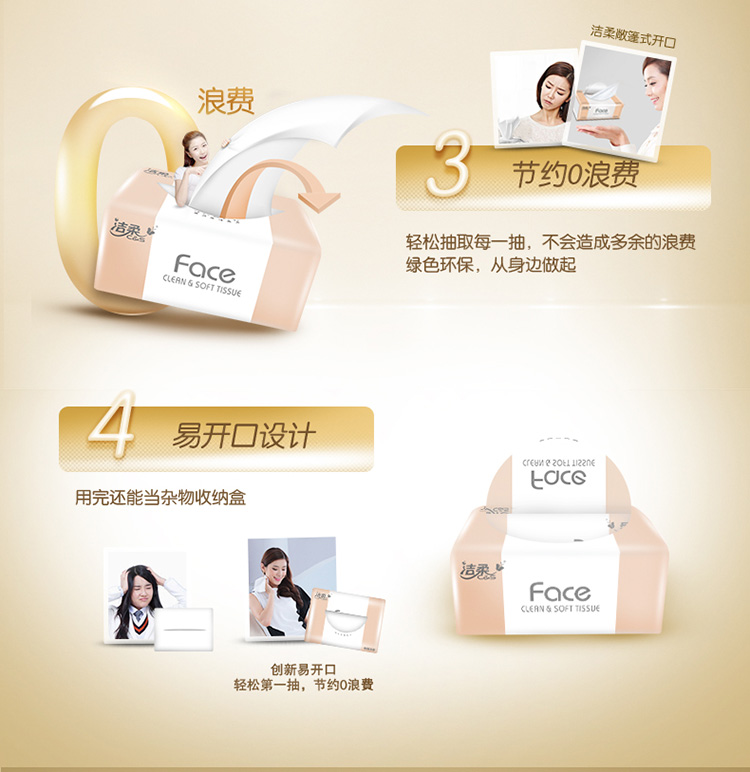 洁柔敞篷式开口
0浪费
3 节约0浪费
轻松抽取每一抽，不会造成多余的浪费
绿色环保，从身边做起
洁柔
C&S
Face
CLEAN & SOFT TISSUE
Face
4 易开口设计
用完还能当杂物收纳盒
CLEAN & SOFT TISSUE
Face
洁柔
C&S
Face
CLEAN & SOFT TISSUE
创新易开口
轻松第一抽，节约0浪費